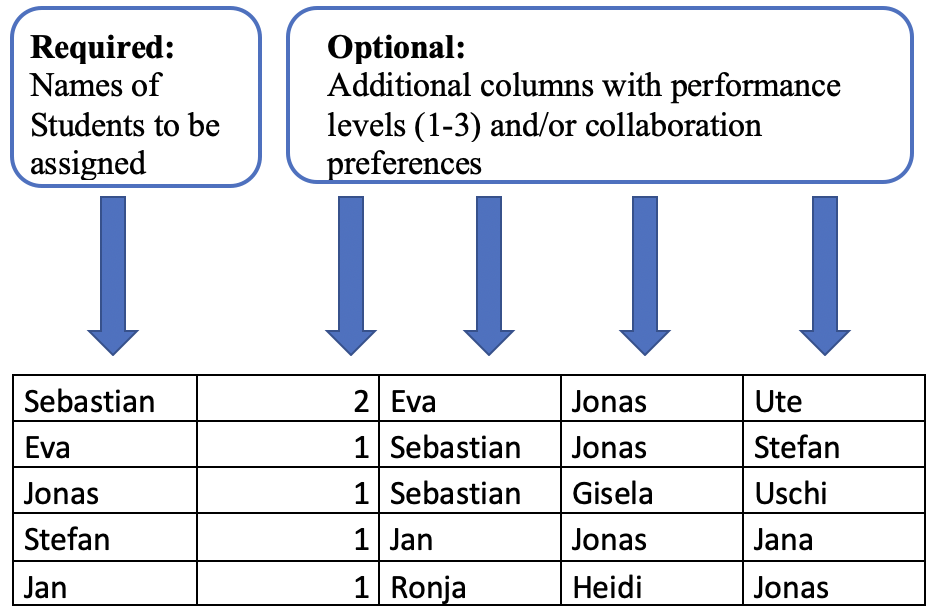 Required:
Names of
Students to be
assigned
Optional:
Additional columns with performance
levels (1-3) and/or collaboration
preferences
Sebastian 2 Eva Jonas Ute
Eva 1 Sebastian Jonas Stefan
Jonas 1 Sebastian Gisela Uschi
Stefan 1 Jan Jonas Jana
Jan 1 Ronja Heidi Jonas